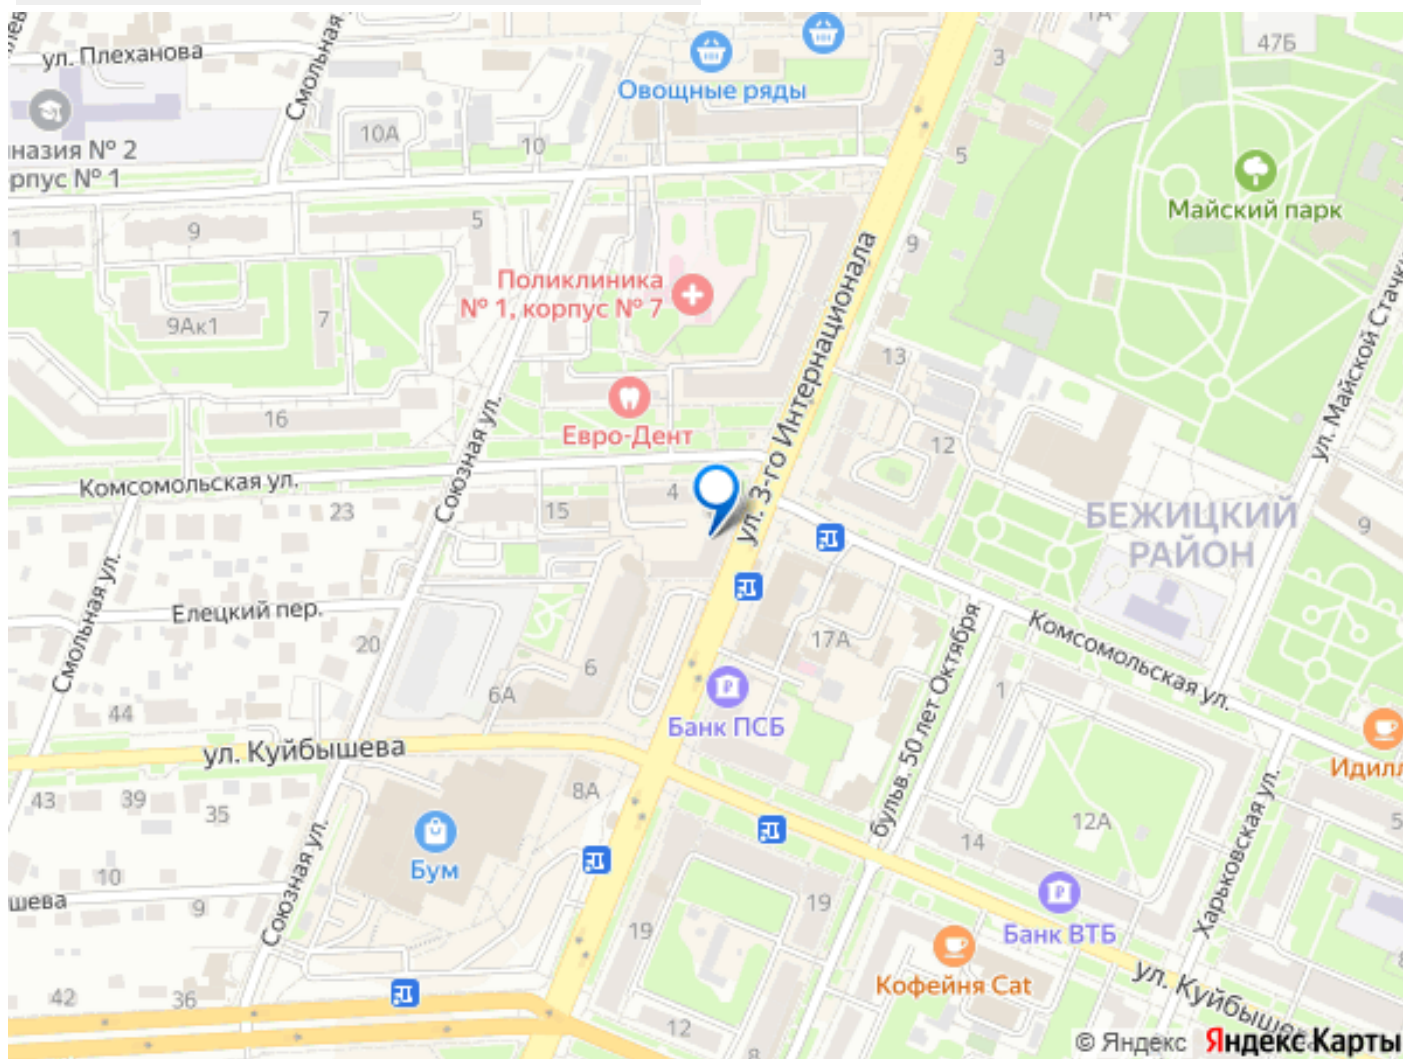 ул. Плеханова
Смольная
1А
3
47Б
Овощные ряды
10А
10
назия № 2
рпус № 1
5
Майский парк
1
9
5
9
ул. 3-го Интернационала
Поликлиника
№ 1, корпус № 7
9Ак1
7
13
ул. Майской Стачки
16
Евро-Дент
12
Союзная ул.
Комсомольская ул.
23
15
4
БЕЖИЦКИЙ
РАЙОН
9
Смольная ул.
Елецкий пер.
20
6
17А
Комсомольская ул.
44
6А
1
Банк ПСБ
бульв. 50 лет Октября
ул. Куйбышева
Идилл
43
39
35
8А
12А
5
14
Харьковская ул.
Бум
10
шева
9
Союзная ул.
19
19
Банк ВТБ
Кофейня Cat
ул. Куйбышева
42
36
12
8
© Яндекс Яндекс Карты